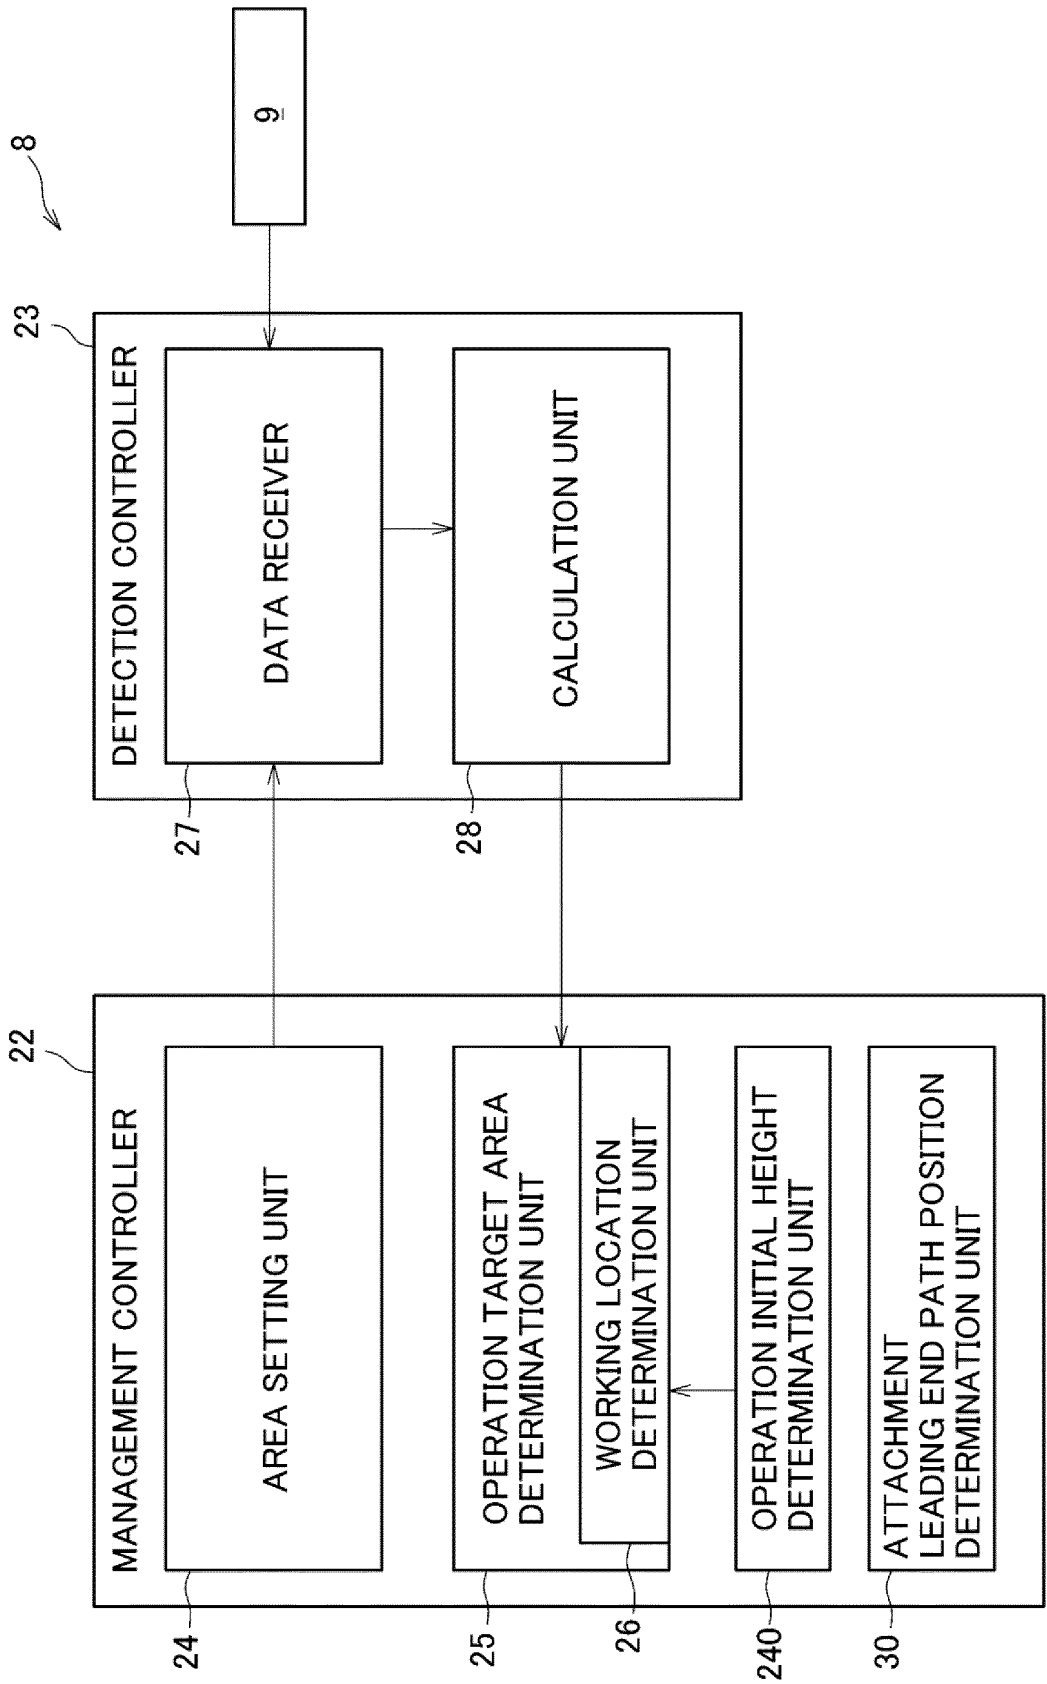 8
22
MANAGEMENT CONTROLLER
24
AREA SETTING UNIT
25
OPERATION TARGET AREA
DETERMINATION UNIT
26
WORKING LOCATION
DETERMINATION UNIT
240
OPERATION INITIAL HEIGHT
DETERMINATION UNIT
30
ATTACHMENT
LEADING END PATH POSITION
DETERMINATION UNIT
23
DETECTION CONTROLLER
27
DATA RECEIVER
28
CALCULATION UNIT
9